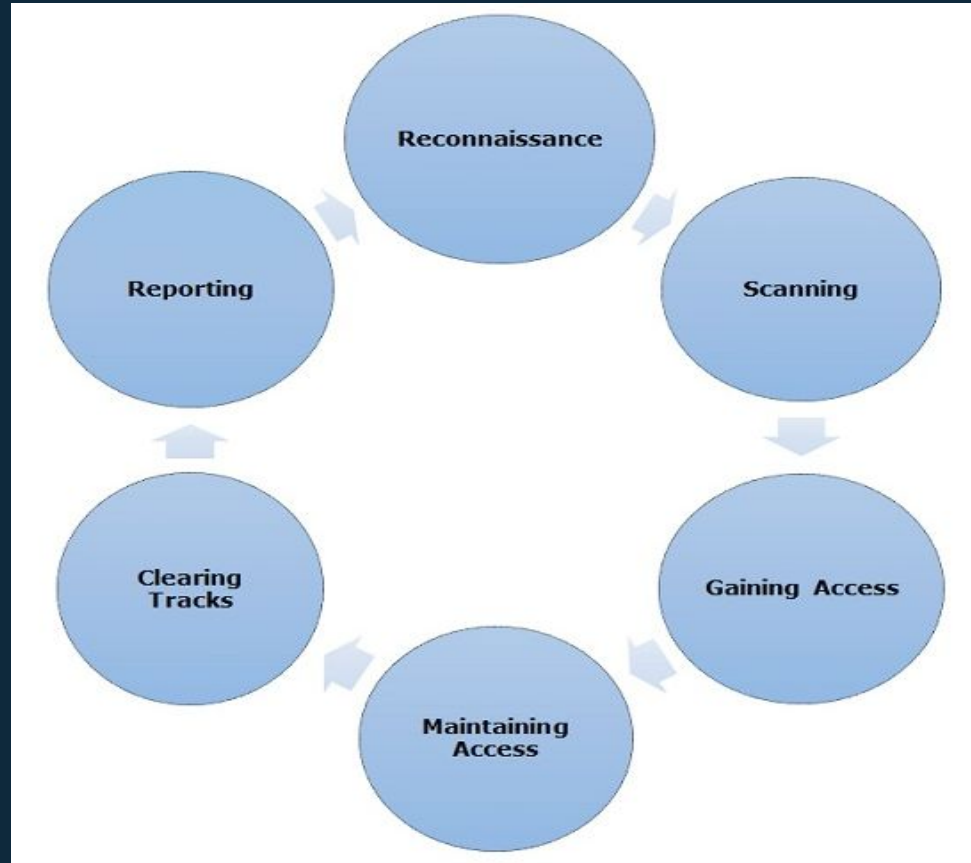 Reconnaissance
Scanning
Gaining Access
Maintaining
Access
Clearing
Tracks
Reporting